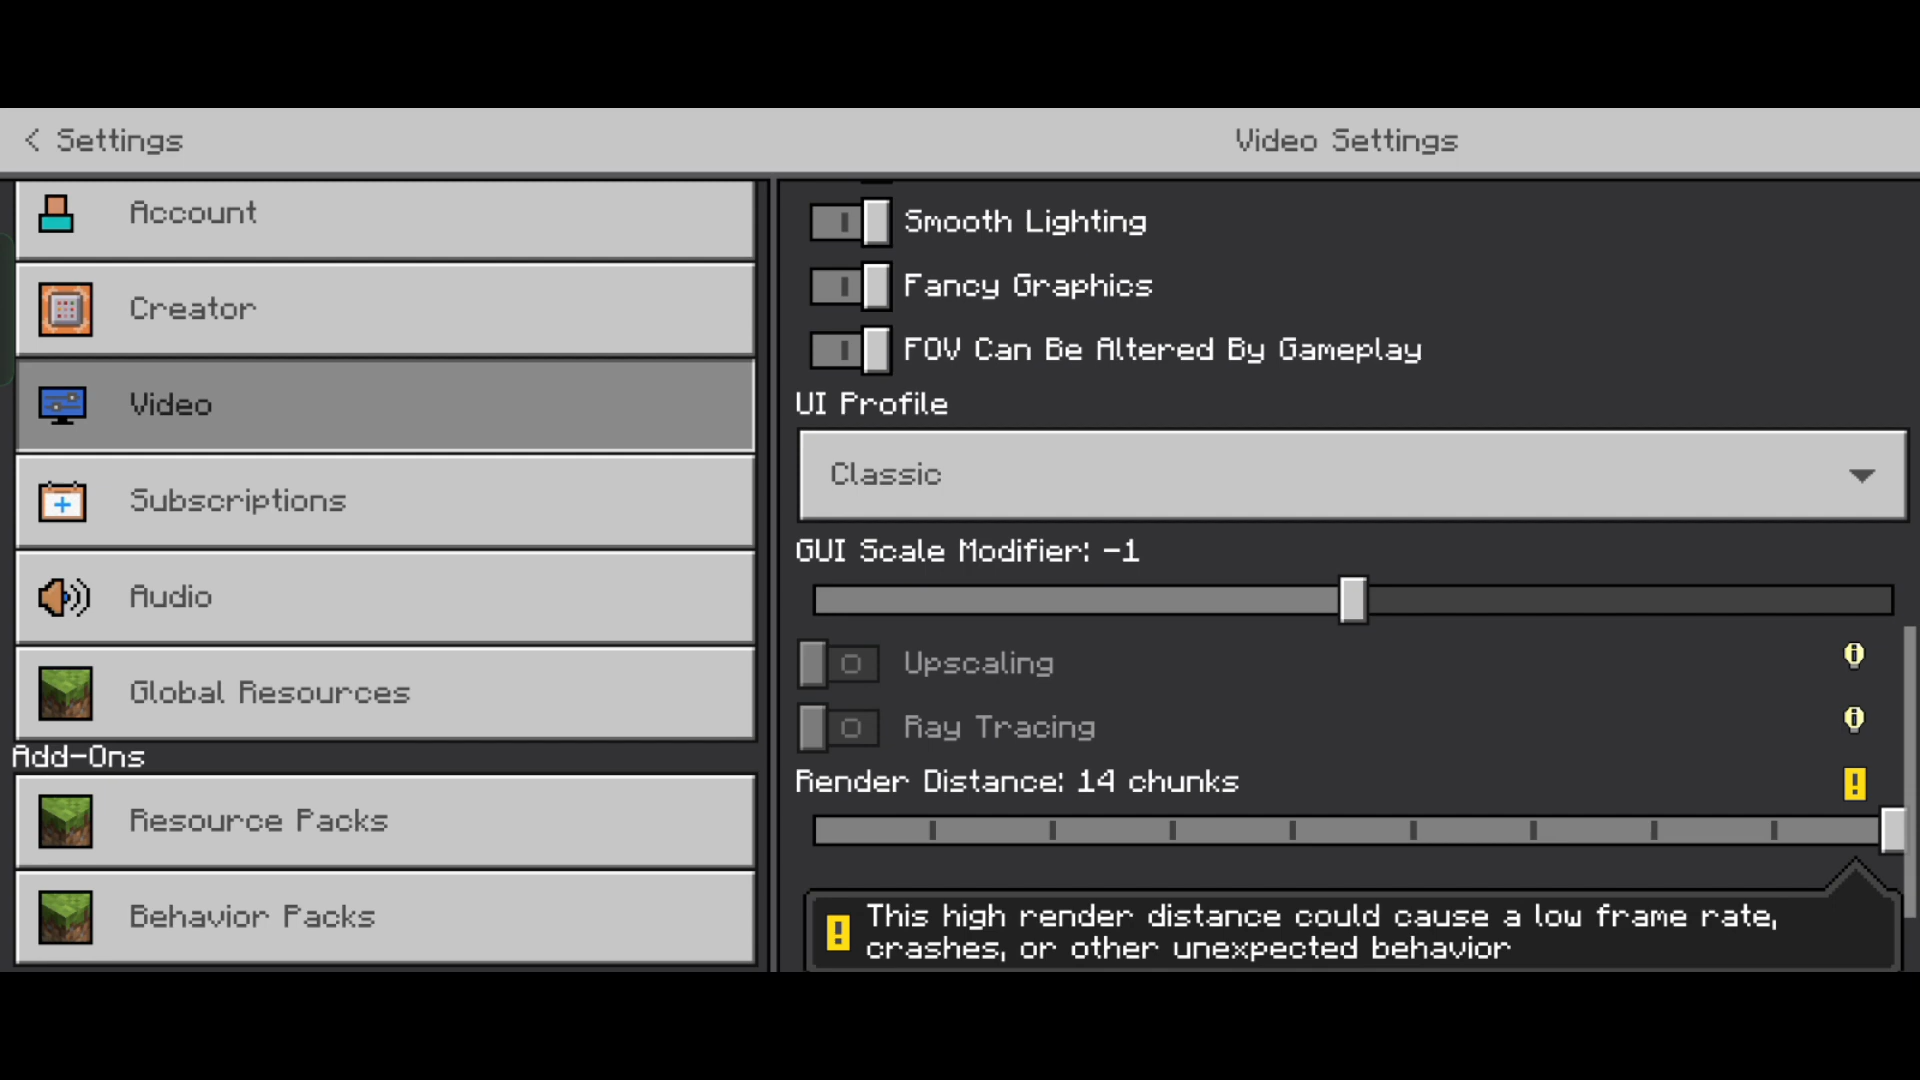 Settings
Video Settings
Account
Creator
Video
Subscriptions
Audio
Global Resources
Add-Ons
Resource Packs
Behavior Packs
Smooth Lighting
Fancy Graphics
FOV Can Be Altered By Gameplay
UI Profile
Classic
GUI Scale Modifier: -1
Upscaling
Ray Tracing
Render Distance: 14 chunks
This high render distance could cause a low frame rate,
crashes, or other unexpected behavior